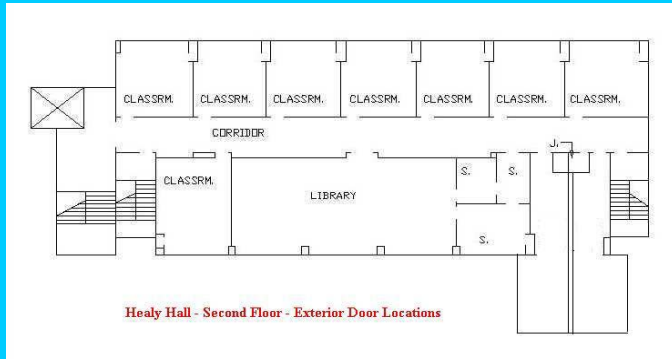 CLASSRM. CLASSRM. CLASSRM. CLASSRM. CLASSRM. CLASSRM. CLASSRM.
CORRIDOR
J.
CLASSRM.
S. S.
LIBRARY
S.
Healy Hall - Second Floor - Exterior Door Locations